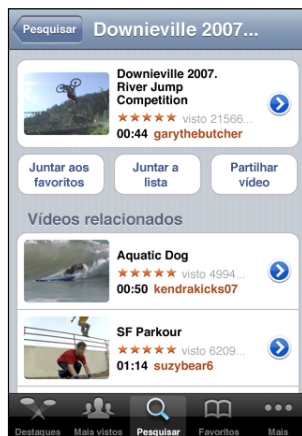 Pesquisar
Downieville 2007...
Downieville 2007.
River Jump
Competition
★★★★★ visto 21566...
00:44 garythebutcher
Juntar aos
favoritos
Juntar a
lista
Partilhar
vídeo
Vídeos relacionados
Aquatic Dog
★★★★★ visto 4994...
00:50 kendrakicks07
SF Parkour
★★★★★ visto 6209...
01:14 suzybear6
Destaques Mais vistos Pesquisar Favoritos Mais